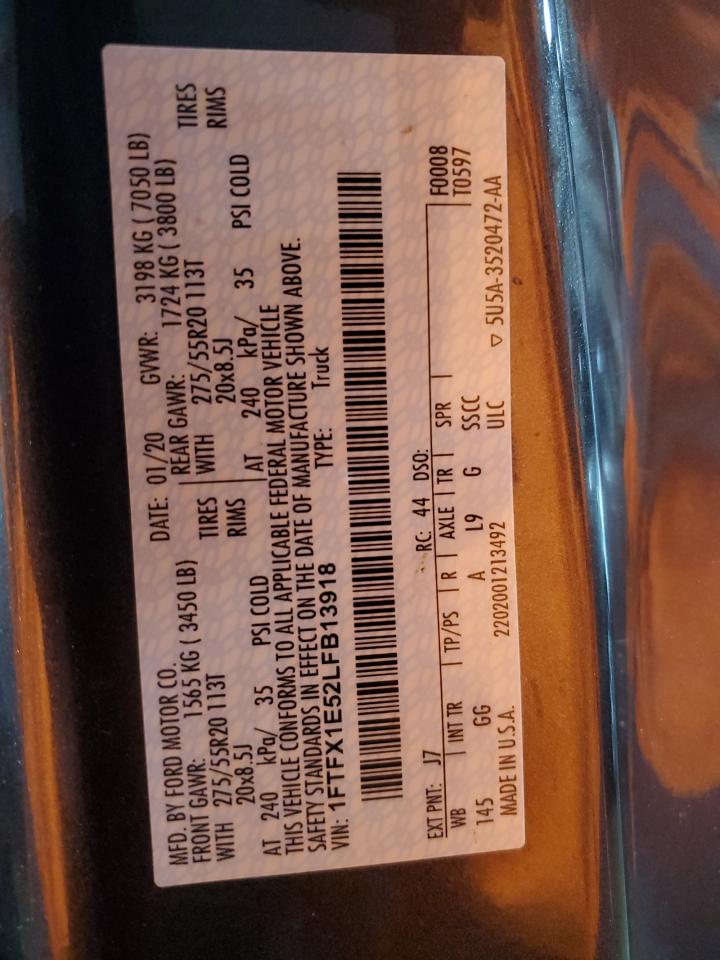 MFD. BY FORD MOTOR CO.
DATE: 01/20 GVWR: 3198 KG ( 7050 LB)
FRONT GAWR: 1565 KG ( 3450 LB)
REAR GAWR: 1724 KG ( 3800 LB)
WITH 275/55R20 113T TIRES
WITH 275/55R20 113T TIRES
20x8.5J RIMS
20x8.5J RIMS
AT 240 kPa/ 35 PSI COLD
AT 240 kPa/ 35 PSI COLD
THIS VEHICLE CONFORMS TO ALL APPLICABLE FEDERAL MOTOR VEHICLE
SAFETY STANDARDS IN EFFECT ON THE DATE OF MANUFACTURE SHOWN ABOVE.
VIN: 1FTFX1E52LFB13918 TYPE: Truck
EXT PNT: J7 RC: 44 DSO: F0008
WB INT TR TP/PS R AXLE TR SPR T0597
145 GG A L9 G SSCC
MADE IN U.S.A. 2202001213492 ULC ▽ 5U5A-3520472-AA